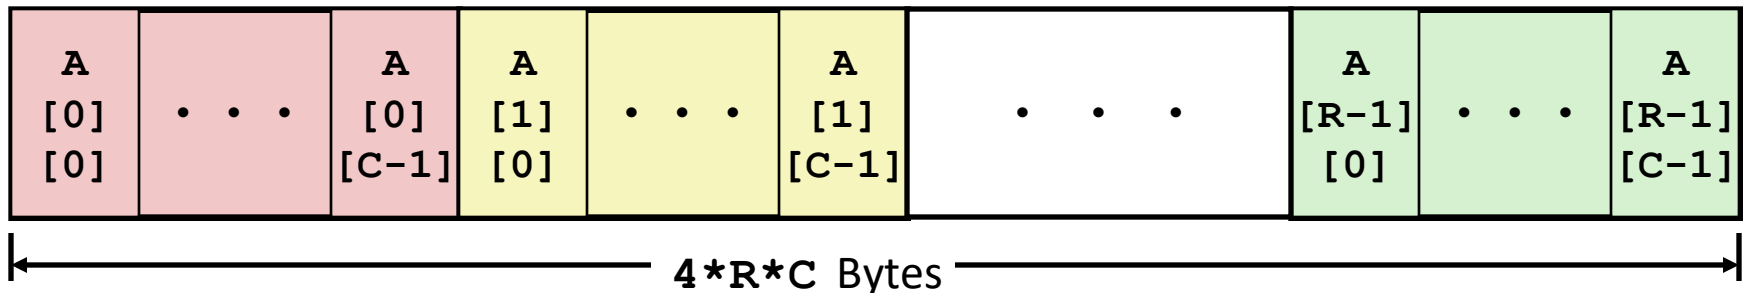 A · · · A A · · · A · · · A · · · A
[0] [0] [1] [1] [R-1] [R-1]
[0] [C-1] [0] [C-1] [0] [C-1]
4*R*C Bytes